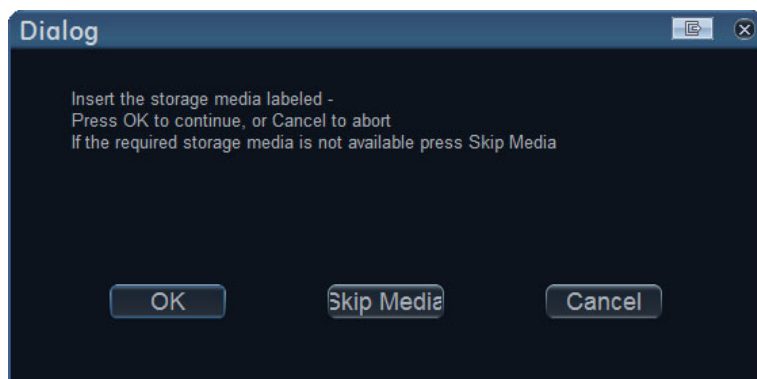 Dialog
Insert the storage media labeled -
Press OK to continue, or Cancel to abort
If the required storage media is not available press Skip Media
OK
Skip Media
Cancel